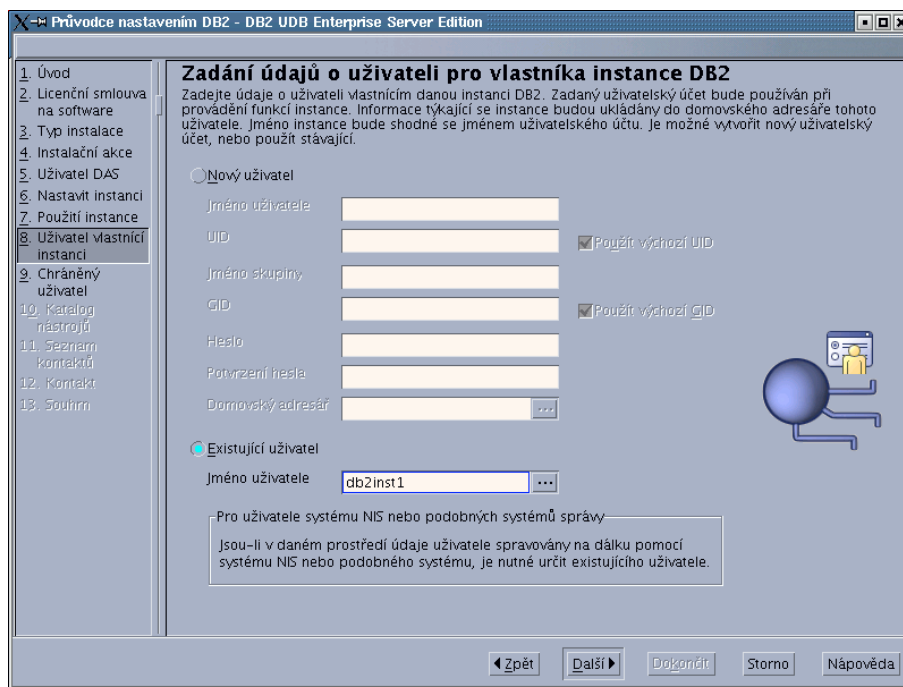 Průvodce nastavením DB2 - DB2 UDB Enterprise Server Edition
1. Úvod
2. Licenční smlouva
na software
3. Typ instalace
4. Instalační akce
5. Uživatel DAS
6. Nastavit instanci
7. Použití instance
8. Uživatel vlastnící
instanci
9. Chráněný
uživatel
10. Katalog
nástrojů
11. Seznam
kontaktů
12. Kontakt
13. Souhrn
Zadání údajů o uživateli pro vlastníka instance DB2
Zadejte údaje o uživateli vlastnícím danou instanci DB2. Zadaný uživatelský účet bude používán při
provádění funkcí instance. Informace týkající se instance budou ukládány do domovského adresáře tohoto
uživatele. Jméno instance bude shodné se jménem uživatelského účtu. Je možné vytvořit nový uživatelský
účet, nebo použít stávající.
Nový uživatel
Jméno uživatele
UID
Použít výchozí UID
Jméno skupiny
GID
Použít výchozí GID
Heslo
Potvrzení hesla
Domovský adresář
...
Existující uživatel
Jméno uživatele
db2inst1
...
Pro uživatele systému NIS nebo podobných systémů správy
Jsou-li v daném prostředí údaje uživatele spravovány na dálku pomocí
systému NIS nebo podobného systému, je nutné určit existujícího uživatele.
Zpět
Další
Dokončit
Storno
Nápověda